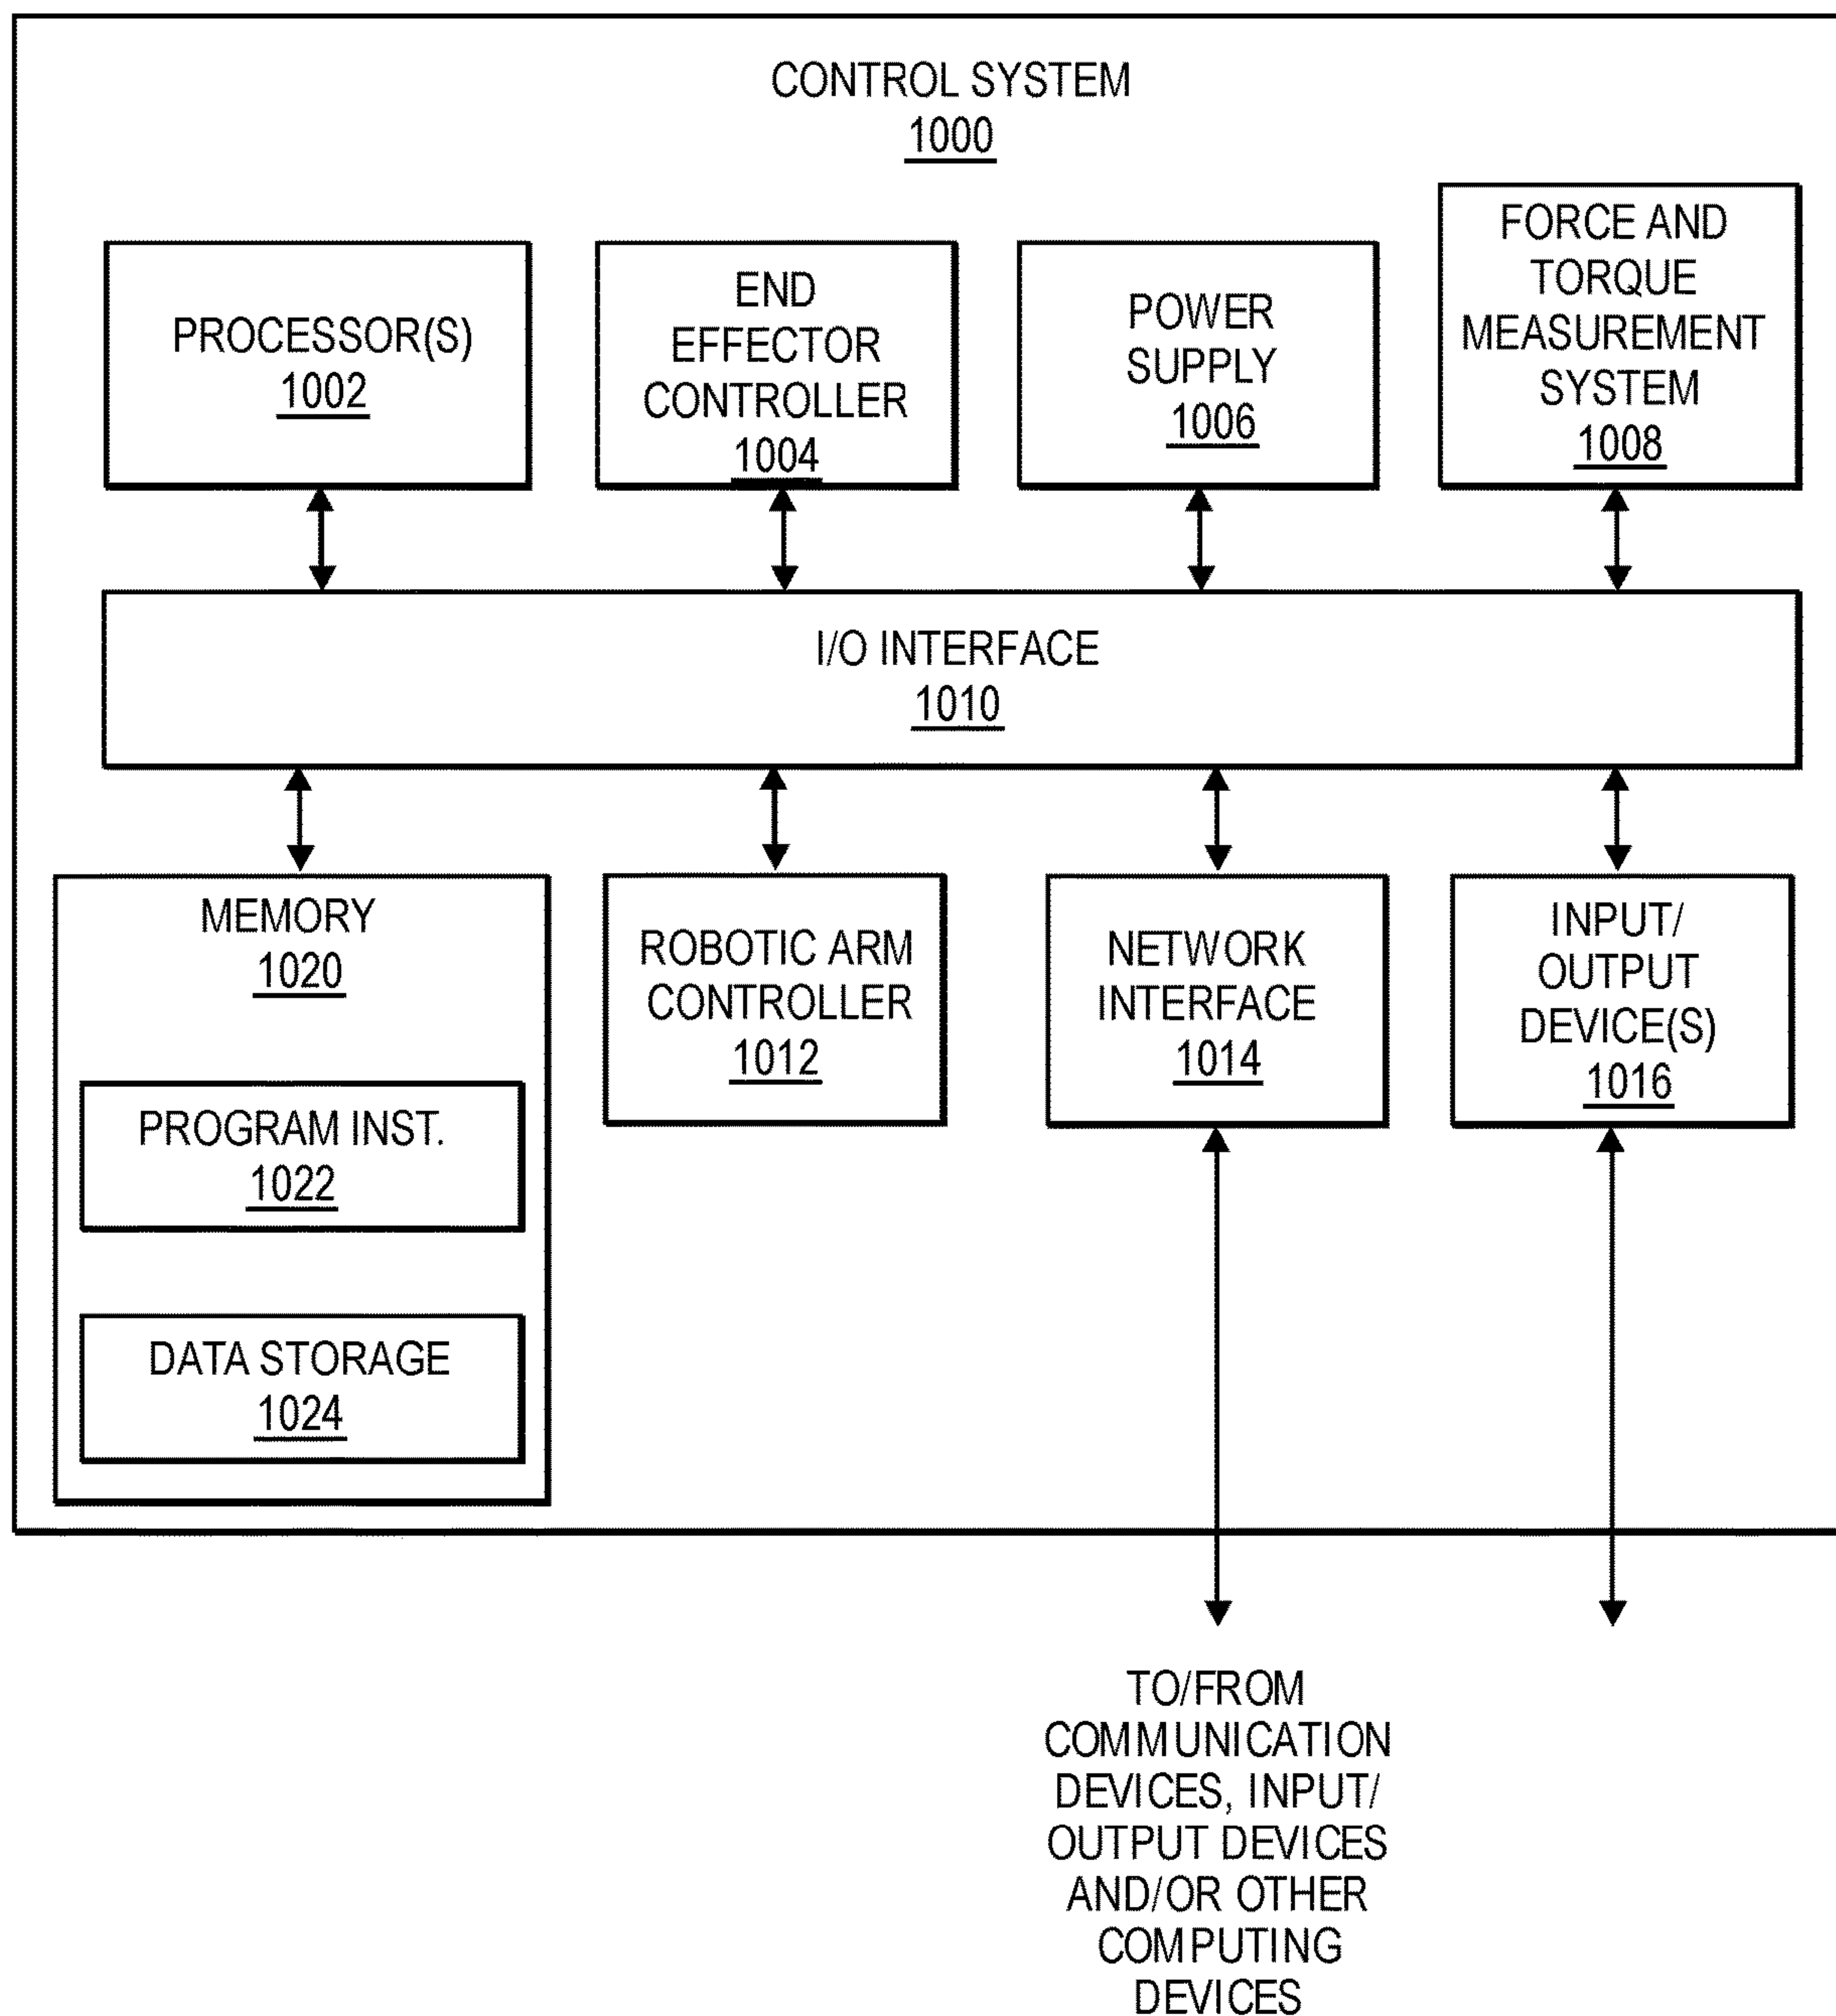 CONTROL SYSTEM
1000
PROCESSOR(S)
1002
END
EFFECTOR
CONTROLLER
1004
POWER
SUPPLY
1006
FORCE AND
TORQUE
MEASUREMENT
SYSTEM
1008
I/O INTERFACE
1010
MEMORY
1020
PROGRAM INST.
1022
DATA STORAGE
1024
ROBOTIC ARM
CONTROLLER
1012
NETWORK
INTERFACE
1014
INPUT/
OUTPUT
DEVICE(S)
1016
TO/FROM
COMMUNICATION
DEVICES, INPUT/
OUTPUT DEVICES
AND/OR OTHER
COMPUTING
DEVICES